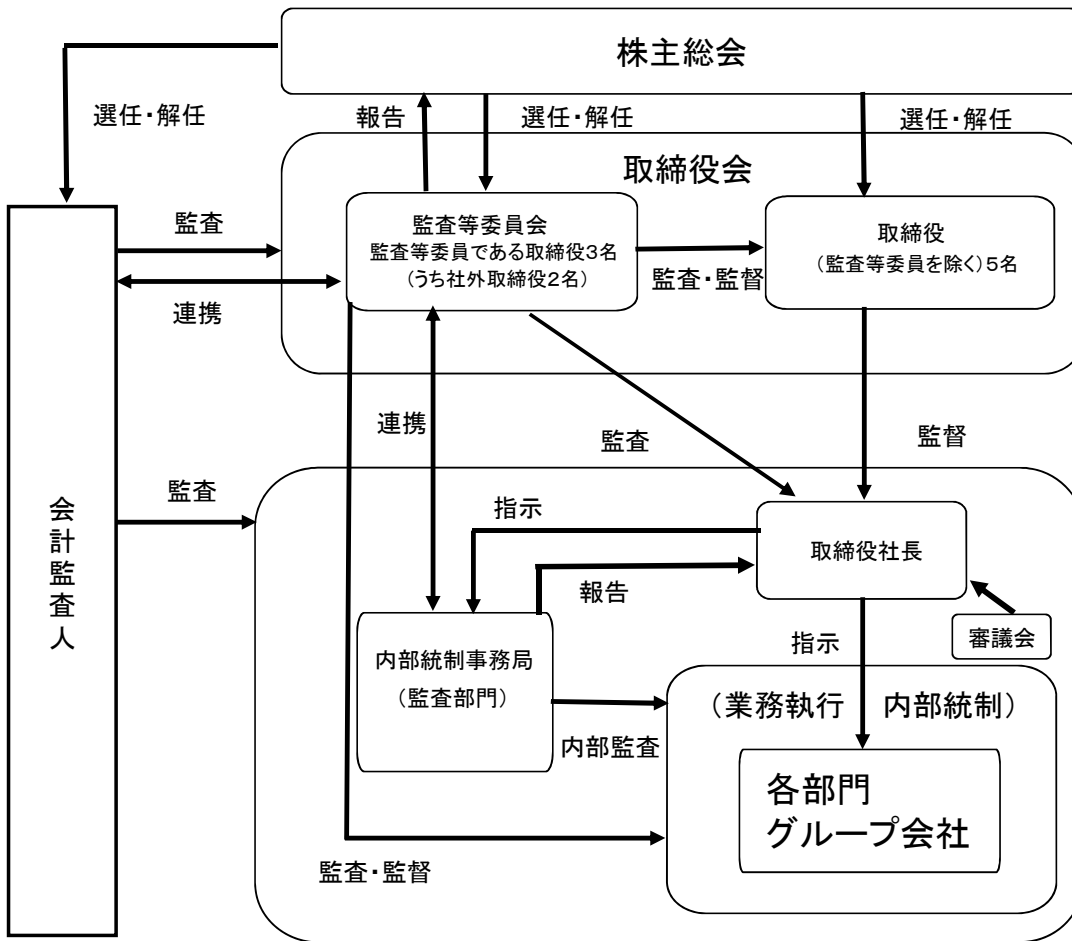 株主総会
選任・解任
報告
選任・解任
選任・解任
取締役会
監査等委員会
監査等委員である取締役3名
(うち社外取締役2名)
取締役
(監査等委員を除く)5名
監査
監査・監督
連携
連携
監査
監督
監査
会計監査人
指示
取締役社長
報告
審議会
内部統制事務局
(監査部門)
指示
(業務執行 内部統制)
内部監査
各部門
グループ会社
監査・監督